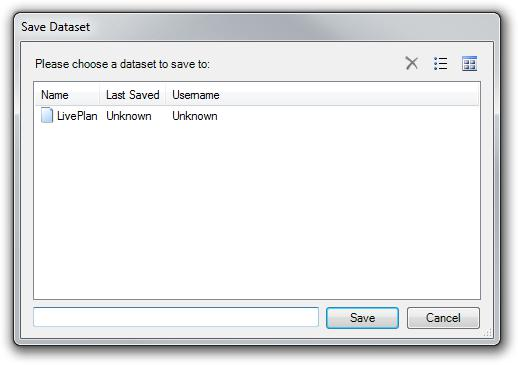 Save Dataset
Please choose a dataset to save to:
Name Last Saved Username
LivePlan Unknown Unknown
Save Cancel